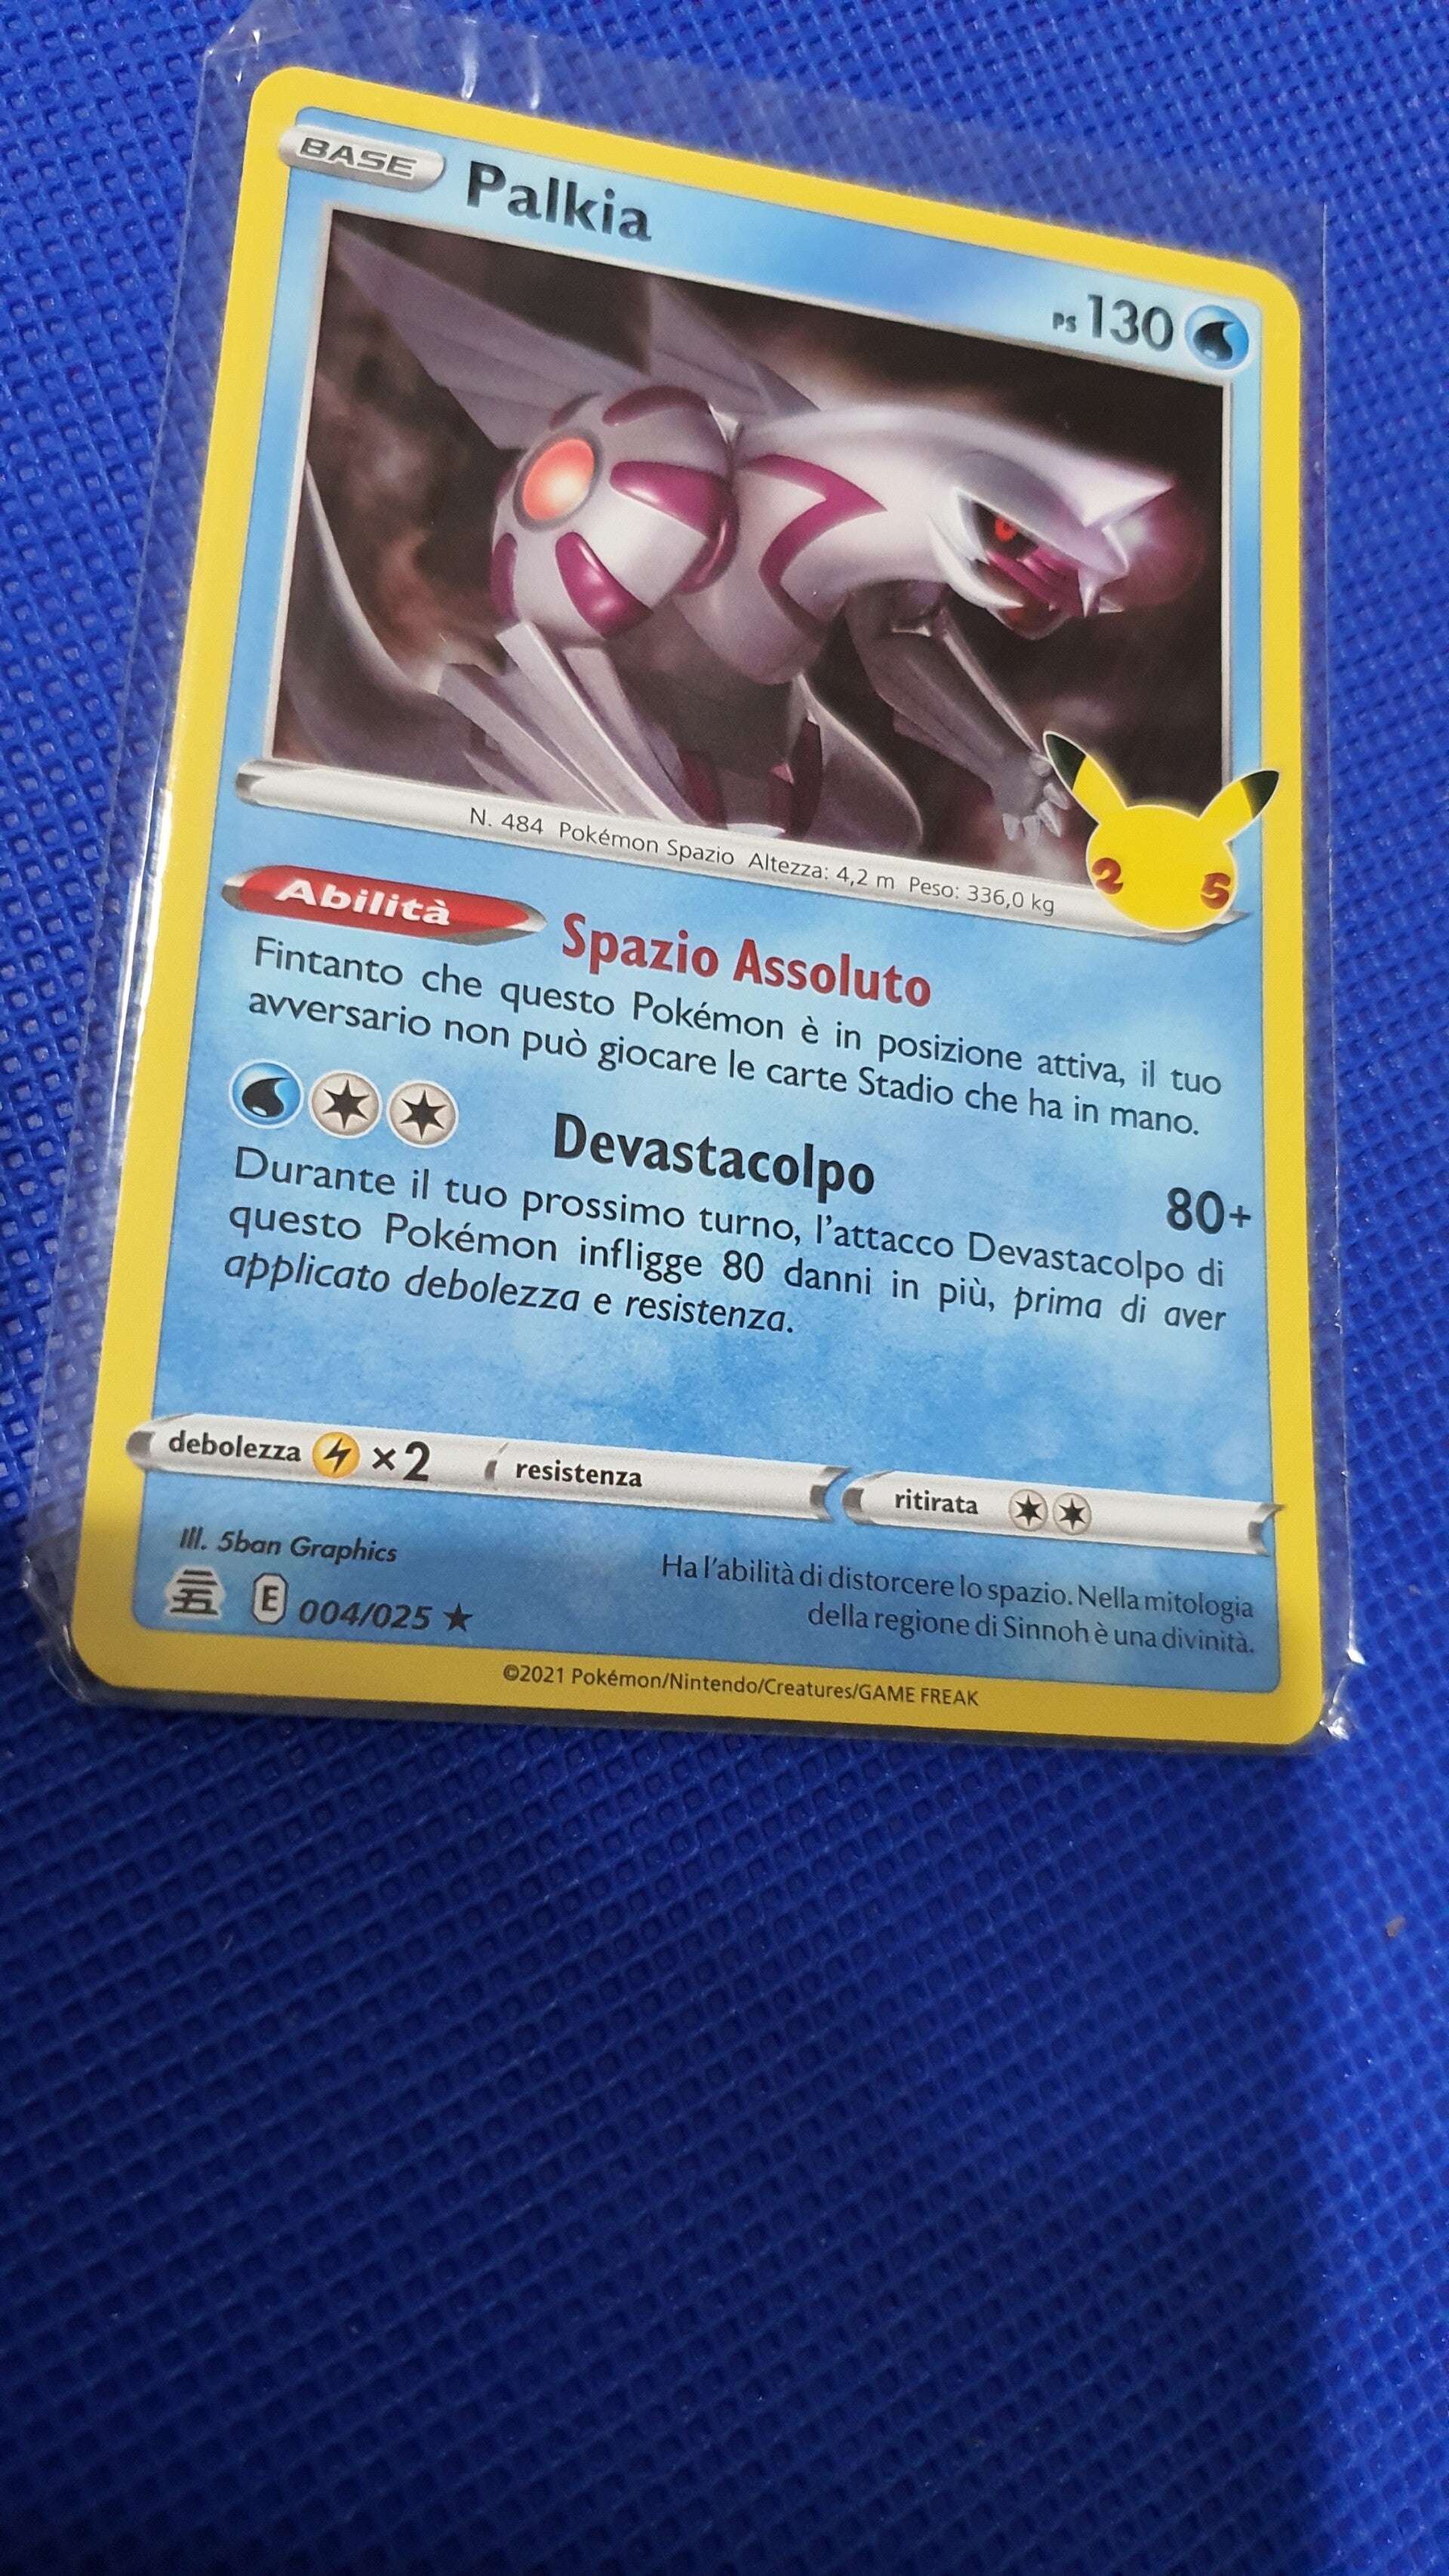 BASE Palkia
PS 130
N. 484 Pokémon Spazio Altezza: 4,2 m Peso: 336,0 kg
25
Abilità Spazio Assoluto
Fintanto che questo Pokémon è in posizione attiva, il tuo
avversario non può giocare le carte Stadio che ha in mano.
Devastacolpo 80+
Durante il tuo prossimo turno, l'attacco Devastacolpo di
questo Pokémon infligge 80 danni in più, prima di aver
applicato debolezza e resistenza.
debolezza ×2 resistenza ritirata
Ill. 5ban Graphics
E 004/025 ★
Ha l'abilità di distorcere lo spazio. Nella mitologia
della regione di Sinnoh è una divinità.
©2021 Pokémon/Nintendo/Creatures/GAME FREAK